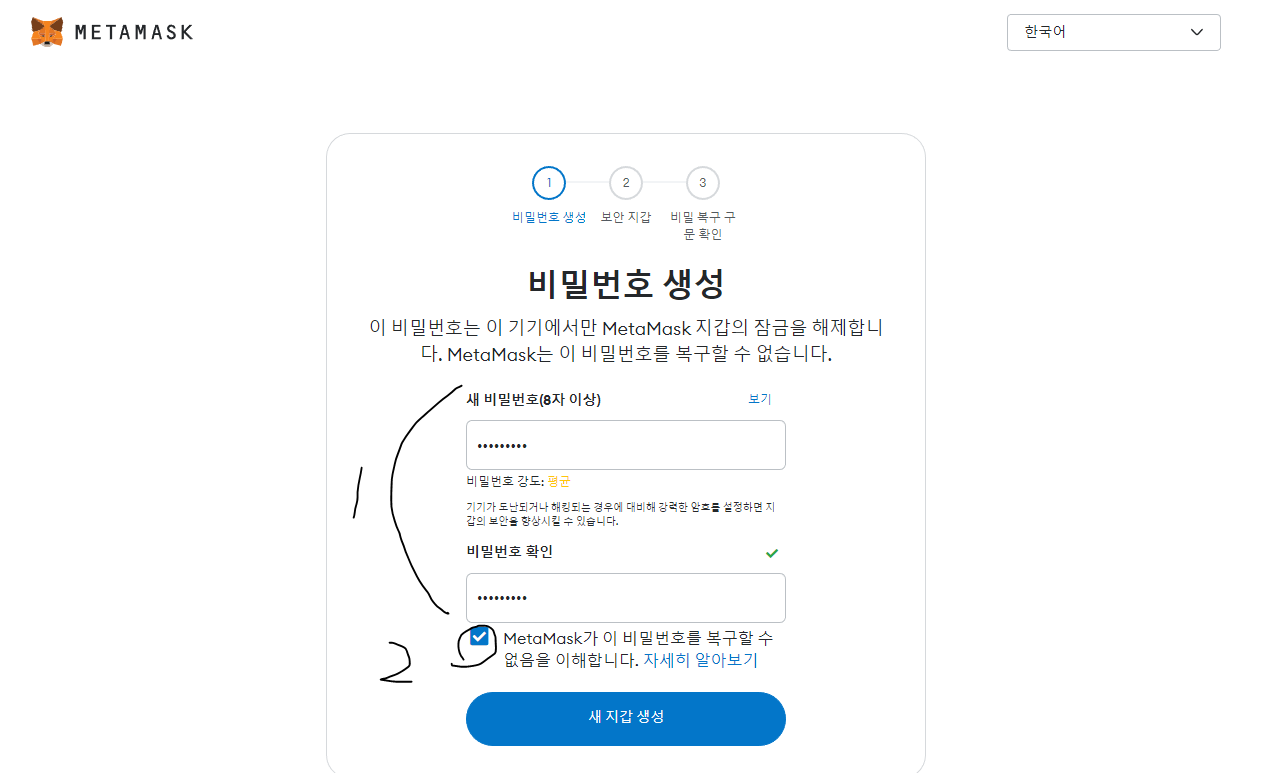 METAMASK
한국어
1 2 3
비밀번호 생성 보안 지갑 비밀 복구 구
문 확인
비밀번호 생성
이 비밀번호는 이 기기에서만 MetaMask 지갑의 잠금을 해제합니
다. MetaMask는 이 비밀번호를 복구할 수 없습니다.
새 비밀번호(8자 이상) 보기
•••••••••
비밀번호 강도: 평균
1
기기가 도난되거나 해킹되는 경우에 대비해 강력한 암호를 설정하면 지
갑의 보안을 향상시킬 수 있습니다.
비밀번호 확인
•••••••••
2
MetaMask가 이 비밀번호를 복구할 수
없음을 이해합니다. 자세히 알아보기
새 지갑 생성